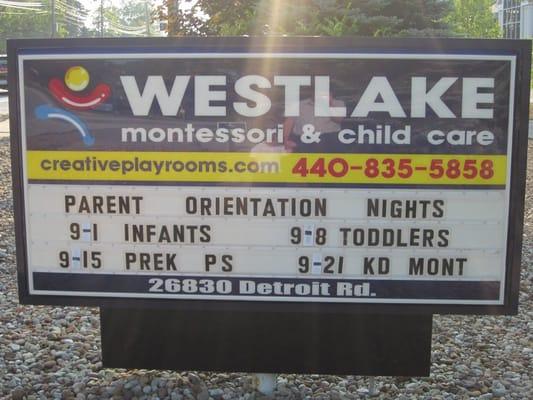 WESTLAKE
montessori & child care
creativeplayrooms.com 440-835-5858
PARENT ORIENTATION NIGHTS
9-1 INFANTS 9-8 TODDLERS
9-15 PREK PS 9-21 KD MONT
26830 Detroit Rd.